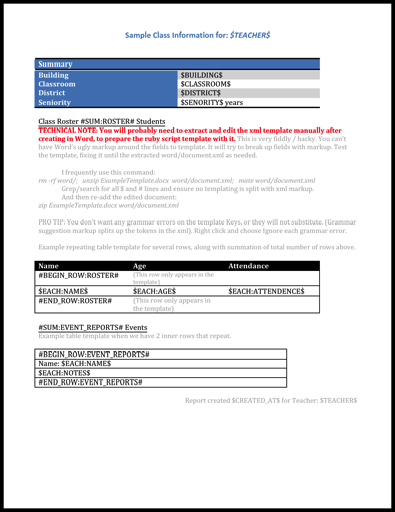 Sample Class Information for: $TEACHER$
Summary
Building $BUILDING$
Classroom $CLASSROOM$
District $DISTRICT$
Seniority $SENORITY$ years
Class Roster #SUM:ROSTER# Students
TECHNICAL NOTE: You will probably need to extract and edit the xml template manually after
creating in Word, to prepare the ruby script template with it. This is very fiddly / hacky. You can't
have Word's ugly markup around the fields to template. It will try to break up fields with markup. Test
the template, fixing it until the extracted word/document.xml as needed.
I frequently use this command:
rm -rf word/; unzip ExampleTemplate.docx word/document.xml; mate word/document.xml
Grep/search for all $ and # lines and ensure no templating is split with xml markup.
And then re-add the edited document:
zip ExampleTemplate.docx word/document.xml
PRO TIP: You don't want any grammar errors on the template Keys, or they will not substitute. (Grammar
suggestion markup splits up the tokens in the xml). Right click and choose Ignore each grammar error.
Example repeating table template for several rows, along with summation of total number of rows above.
Name Age Attendance
#BEGIN_ROW:ROSTER# (This row only appears in the
template)
$EACH:NAME$ $EACH:AGE$ $EACH:ATTENDENCE$
#END_ROW:ROSTER# (This row only appears in
the template)
#SUM:EVENT_REPORTS# Events
Example table template when we have 2 inner rows that repeat.
#BEGIN_ROW:EVENT_REPORTS#
Name: $EACH:NAME$
$EACH:NOTES$
#END_ROW:EVENT_REPORTS#
Report created $CREATED_AT$ for Teacher: $TEACHER$